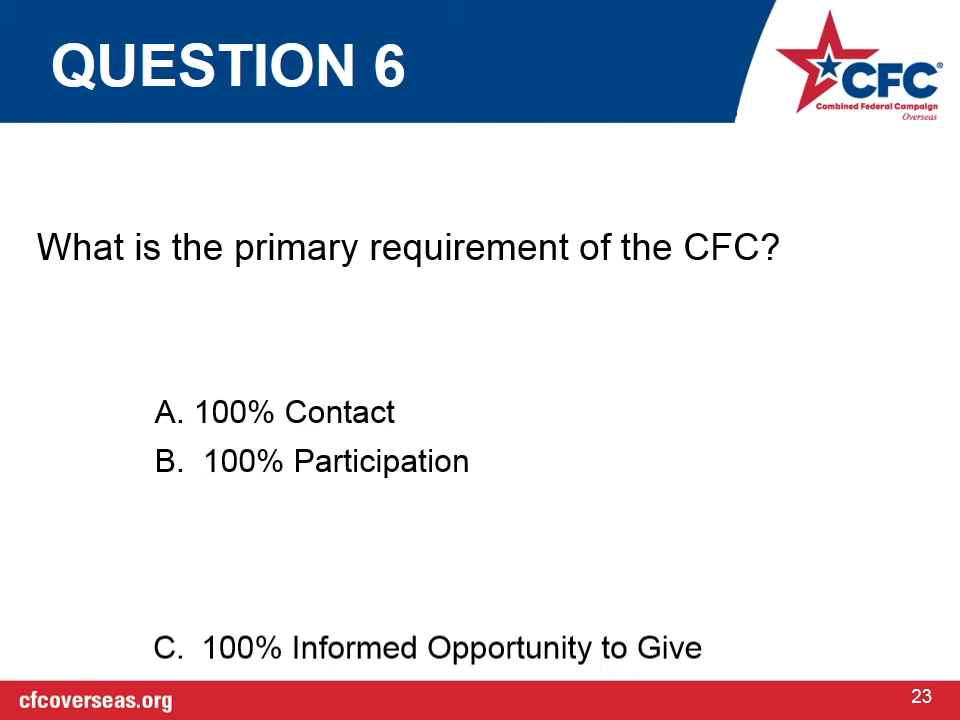 QUESTION 6
CFC®
Combined Federal Campaign
Overseas
What is the primary requirement of the CFC?
A. 100% Contact
B. 100% Participation
C. 100% Informed Opportunity to Give
cfcoverseas.org
23